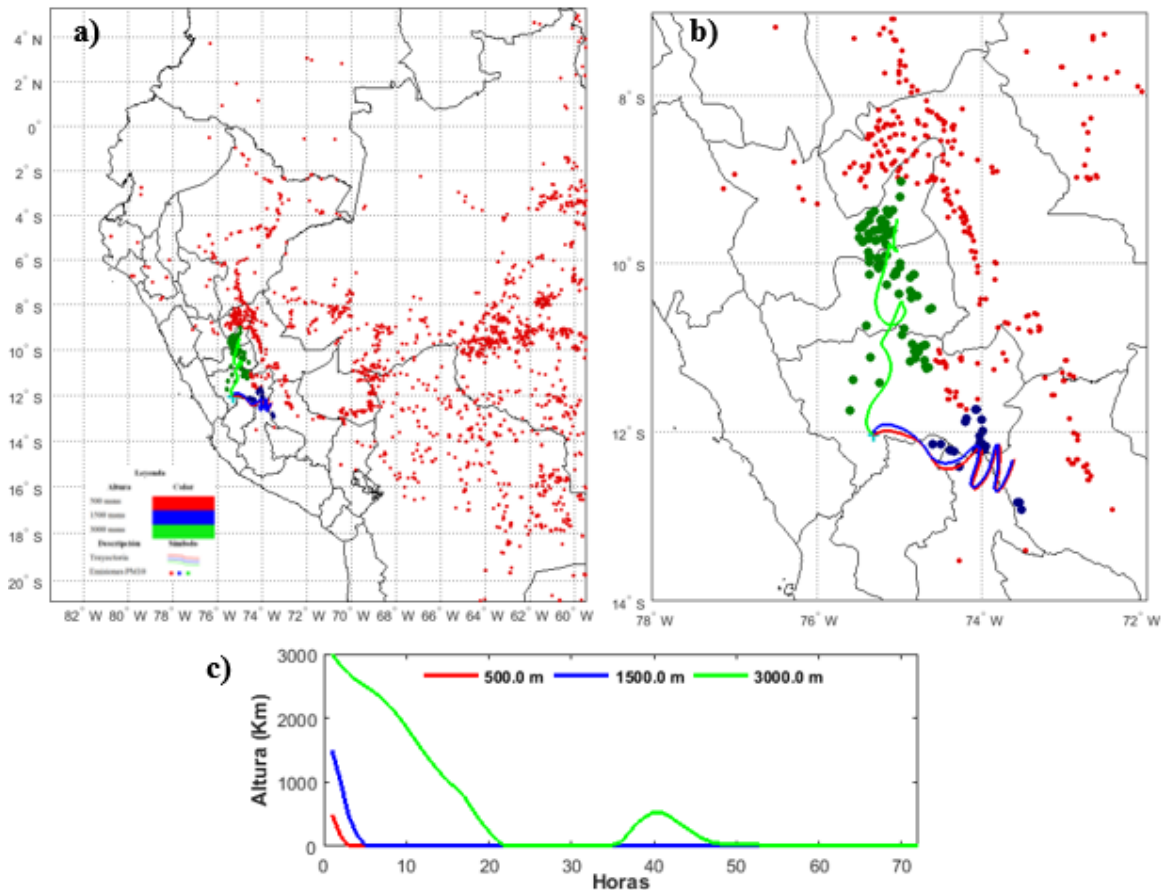 a)
4° N
2° N
0°
2° S
4° S
6° S
8° S
10° S
12° S
14° S
16° S
18° S
20° S
82° W 80° W 78° W 76° W 74° W 72° W 70° W 68° W 66° W 64° W 62° W 60° W
Leyenda
Altura Color
500 msns
1500 msns
3000 msns
Descripción Símbolo
Trayectoria
Emisiones PM10
b)
8° S
10° S
12° S
14° S
78° W 76° W 74° W 72° W
c)
500.0 m 1500.0 m 3000.0 m
Altura (Km)
3000
2000
1000
0
0 10 20 30 40 50 60 70
Horas